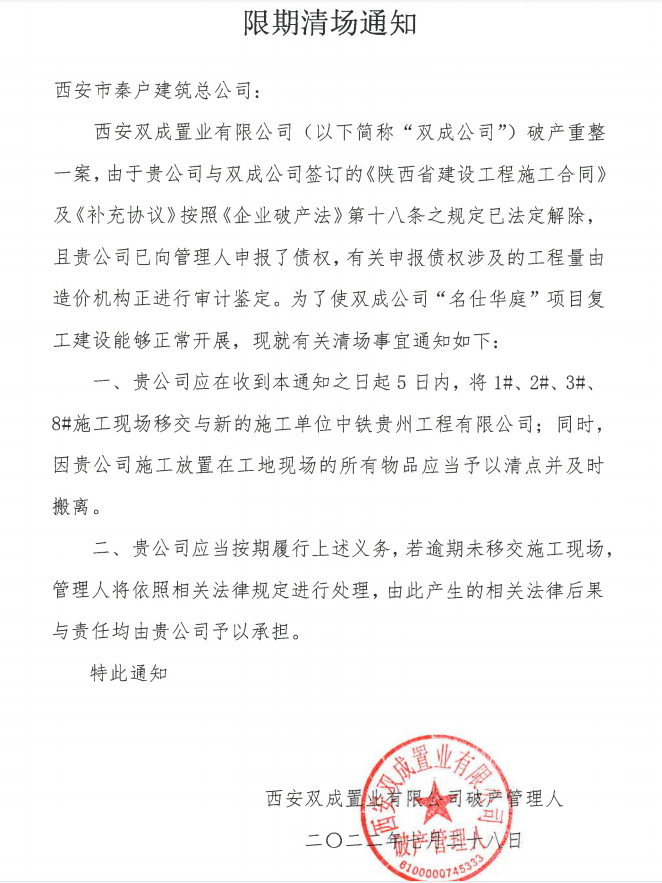 限期清场通知
西安市秦户建筑总公司：
西安双成置业有限公司（以下简称“双成公司”）破产重整
一案，由于贵公司与双成公司签订的《陕西省建设工程施工合同》
及《补充协议》按照《企业破产法》第十八条之规定已法定解除，
且贵公司已向管理人申报了债权，有关申报债权涉及的工程量由
造价机构正进行审计鉴定。为了使双成公司“名仕华庭”项目复
工建设能够正常开展，现就有关清场事宜通知如下：
一、贵公司应在收到本通知之日起5日内，将1#、2#、3#、
8#施工现场移交与新的施工单位中铁贵州工程有限公司；同时，
因贵公司施工放置在工地现场的所有物品应当予以清点并及时
搬离。
二、贵公司应当按期履行上述义务，若逾期未移交施工现场，
管理人将依照相关法律规定进行处理，由此产生的相关法律后果
与责任均由贵公司予以承担。
特此通知
西安双成置业有限公司破产管理人
二〇二二年七月二十八日
西安双成置业有限公司
破产管理人
6100000745333